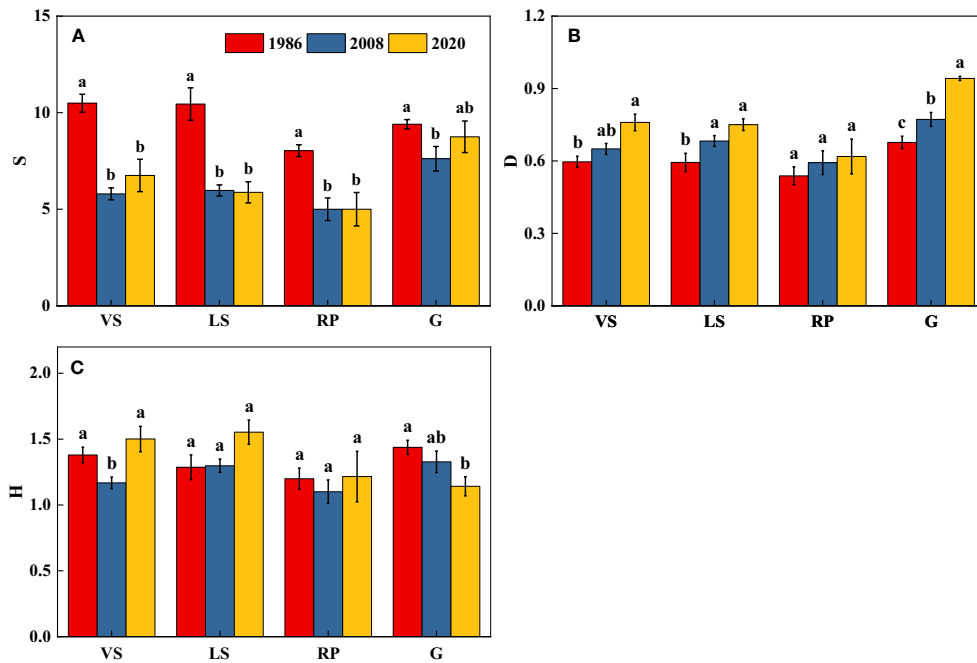 A
1986 2008 2020
15
10
5
0
S
a b b
a b b
a b b
a b ab
VS LS RP G
B
1.2
0.9
0.6
0.3
0.0
D
b ab a
b a a
a a a
c b a
VS LS RP G
C
2.0
1.5
1.0
0.5
0.0
H
a b a
a a a
a a a
a ab b
VS LS RP G